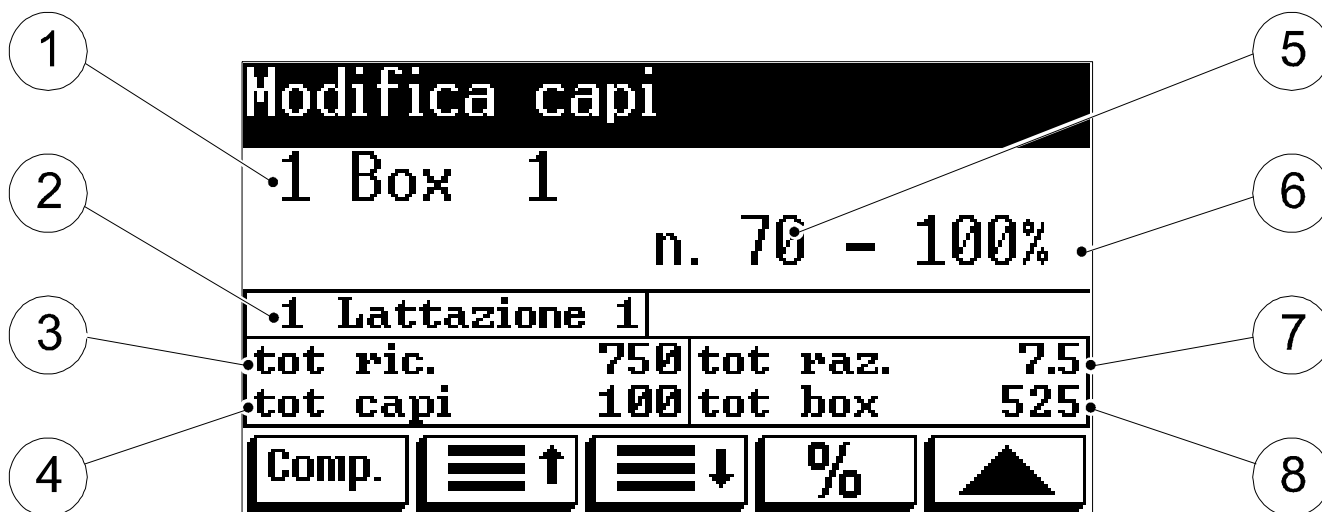 Modifica capi
1 Box 1
n. 70 - 100%
1 Lattazione 1
tot ric. 750 tot raz. 7.5
tot capi 100 tot box 525
Comp. %
1
2
3
4
5
6
7
8